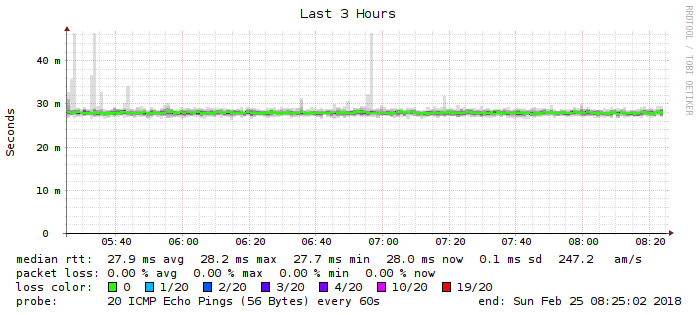 Last 3 Hours
RRDTOOL / TOBI OETIKER
Seconds
40 m
30 m
20 m
10 m
0
05:40 06:00 06:20 06:40 07:00 07:20 07:40 08:00 08:20
median rtt: 27.9 ms avg 28.2 ms max 27.7 ms min 28.0 ms now 0.1 ms sd 247.2 am/s
packet loss: 0.00 % avg 0.00 % max 0.00 % min 0.00 % now
loss color: 0 1/20 2/20 3/20 4/20 10/20 19/20
probe: 20 ICMP Echo Pings (56 Bytes) every 60s end: Sun Feb 25 08:25:02 2018